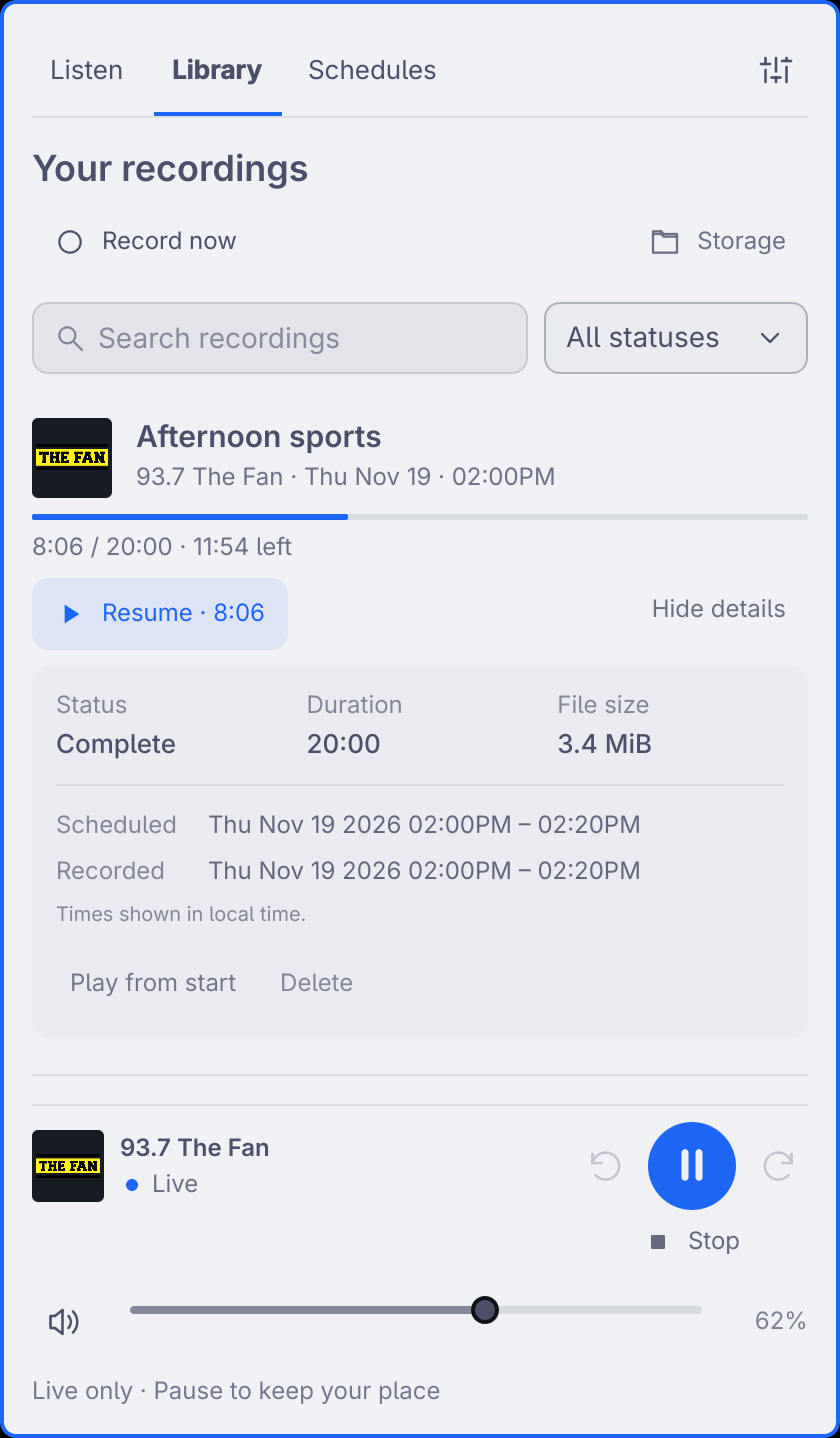 Listen Library Schedules
Your recordings
Record now Storage
Search recordings All statuses
THE FAN
Afternoon sports
93.7 The Fan · Thu Nov 19 · 02:00PM
8:06 / 20:00 · 11:54 left
Resume · 8:06 Hide details
Status Duration File size
Complete 20:00 3.4 MiB
Scheduled Thu Nov 19 2026 02:00PM – 02:20PM
Recorded Thu Nov 19 2026 02:00PM – 02:20PM
Times shown in local time.
Play from start Delete
THE FAN
93.7 The Fan
Live
Stop
62%
Live only · Pause to keep your place